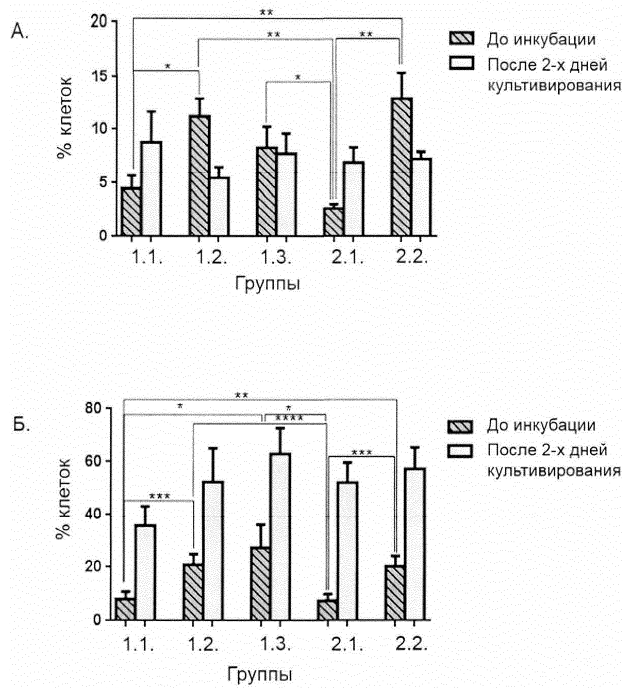 А.
% клеток
20
15
10
5
0
**
*
**
*
**
До инкубации
После 2-х дней
культивирования
1.1. 1.2. 1.3. 2.1. 2.2.
Группы
Б.
% клеток
80
60
40
20
0
**
*
*
****
***
***
До инкубации
После 2-х дней
культивирования
1.1. 1.2. 1.3. 2.1. 2.2.
Группы